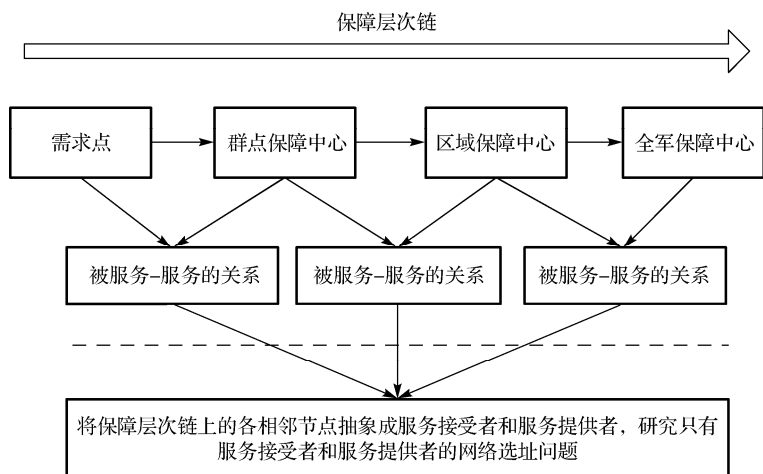 保障层次链
需求点
群点保障中心
区域保障中心
全军保障中心
被服务-服务的关系
被服务-服务的关系
被服务-服务的关系
将保障层次链上的各相邻节点抽象成服务接受者和服务提供者，研究只有
服务接受者和服务提供者的网络选址问题